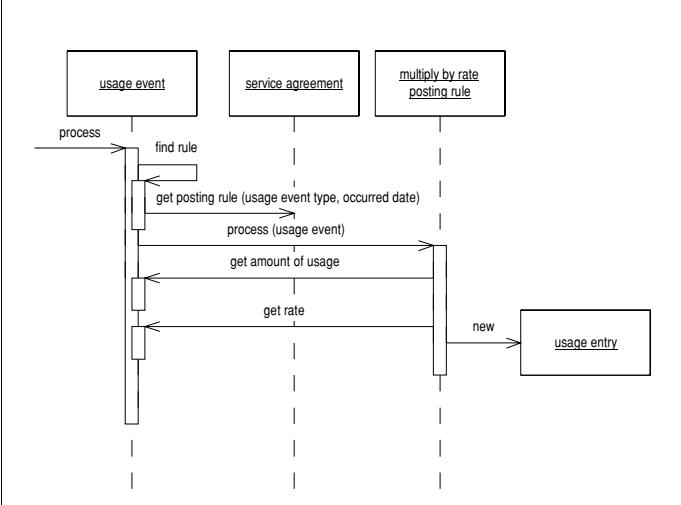 usage event
service agreement
multiply by rate
posting rule
process
find rule
get posting rule (usage event type, occurred date)
process (usage event)
get amount of usage
get rate
new
usage entry